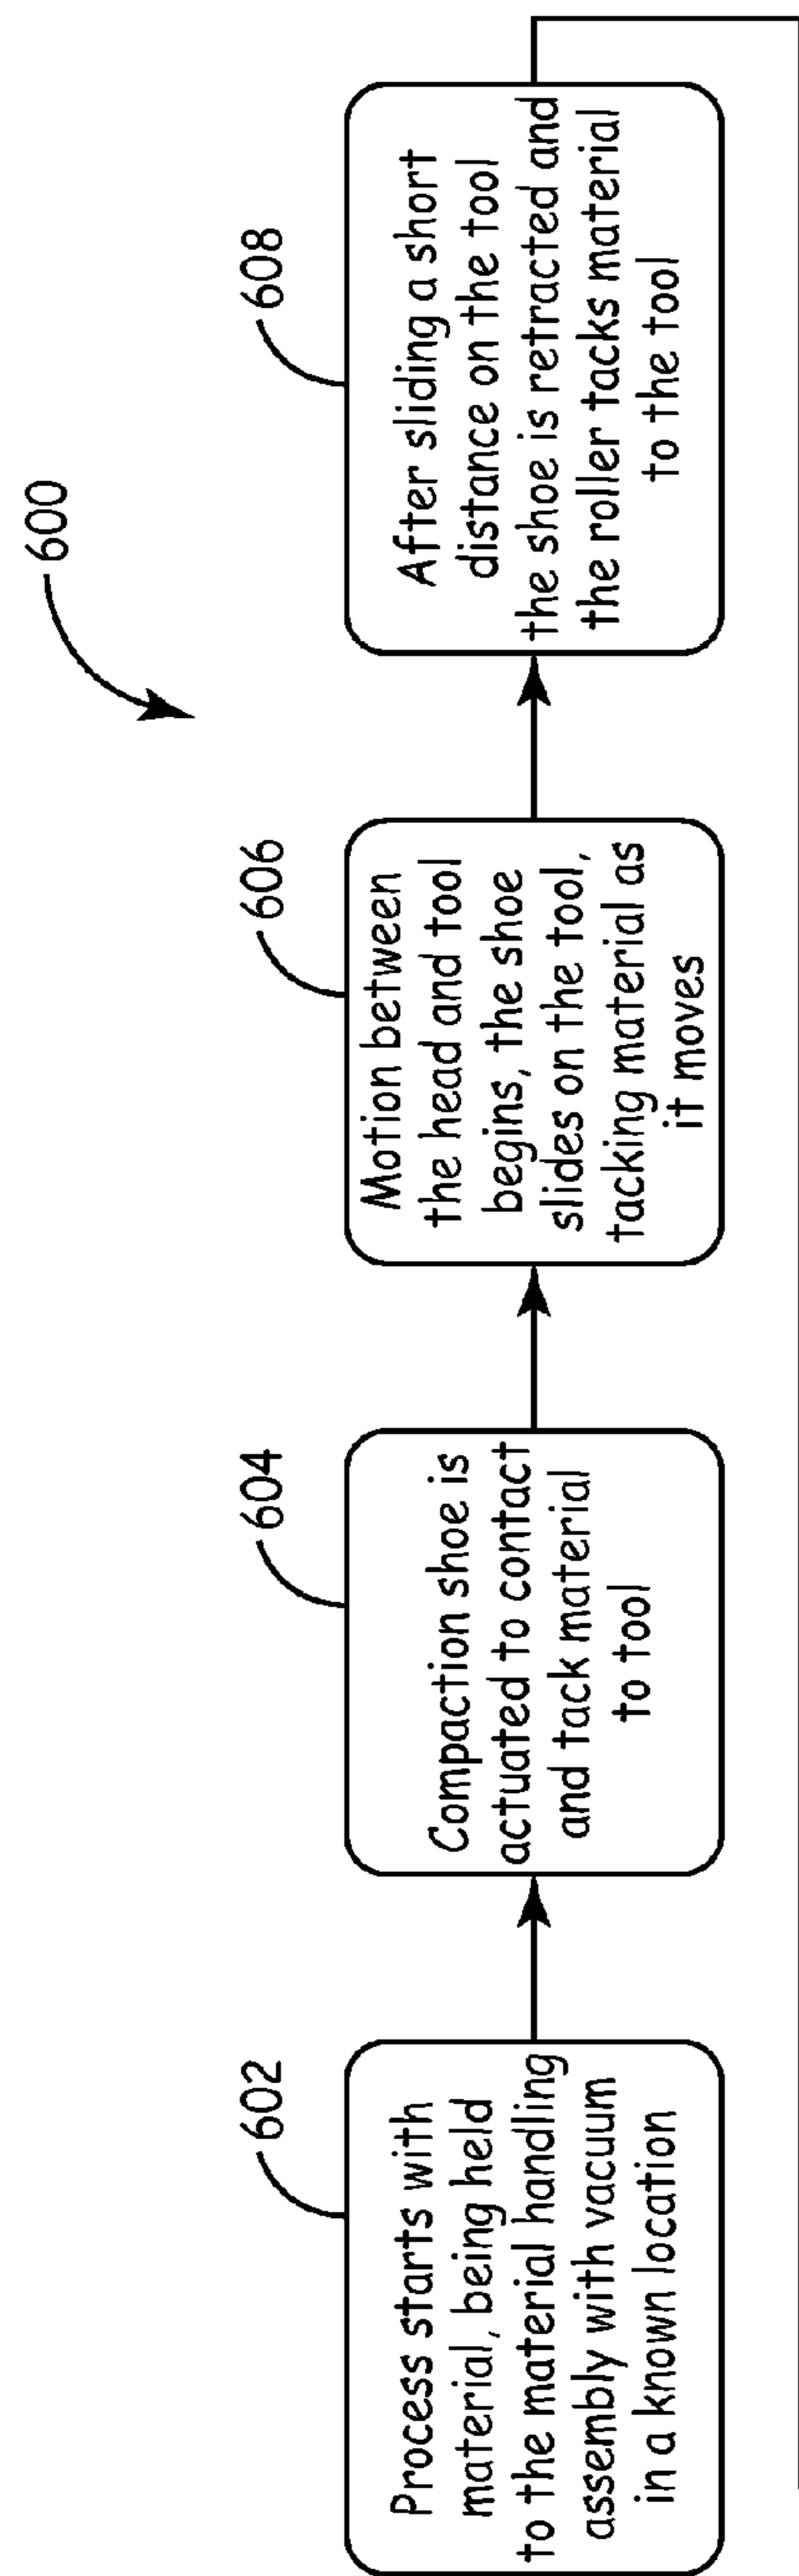 600
602
Process starts with
material, being held
to the material handling
assembly with vacuum
in a known location
604
Compaction shoe is
actuated to contact
and tack material
to tool
606
Motion between
the head and tool
begins, the shoe
slides on the tool,
tacking material as
it moves
608
After sliding a short
distance on the tool
the shoe is retracted and
the roller tacks material
to the tool